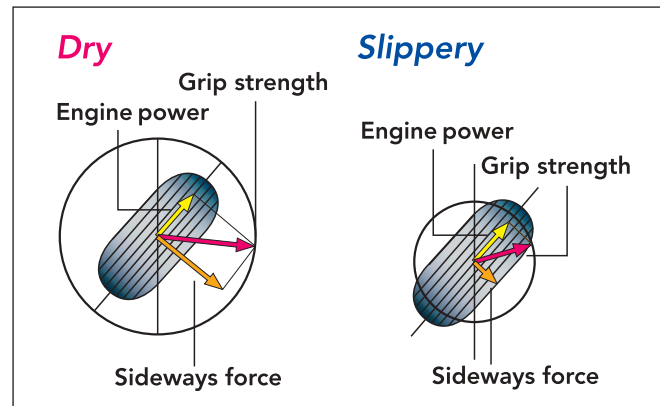 Dry
Grip strength
Engine power
Sideways force
Slippery
Engine power
Grip strength
Sideways force